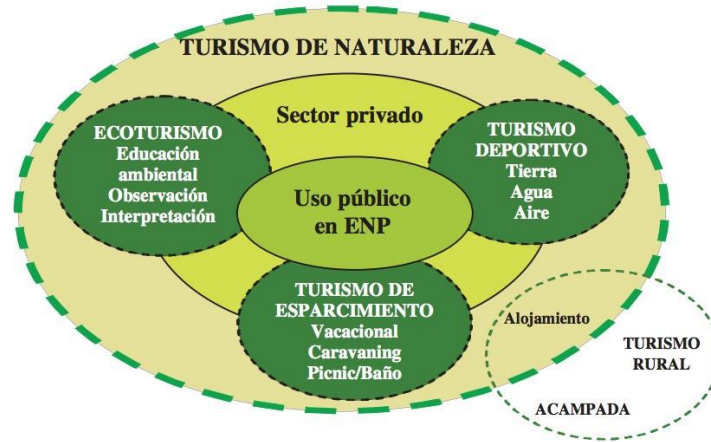 TURISMO DE NATURALEZA
Sector privado
ECOTURISMO
Educación
ambiental
Observación
Interpretación
TURISMO
DEPORTIVO
Tierra
Agua
Aire
Uso público
en ENP
TURISMO DE
ESPARCIMIENTO
Vacacional
Caravaning
Picnic/Baño
Alojamiento
TURISMO
RURAL
ACAMPADA